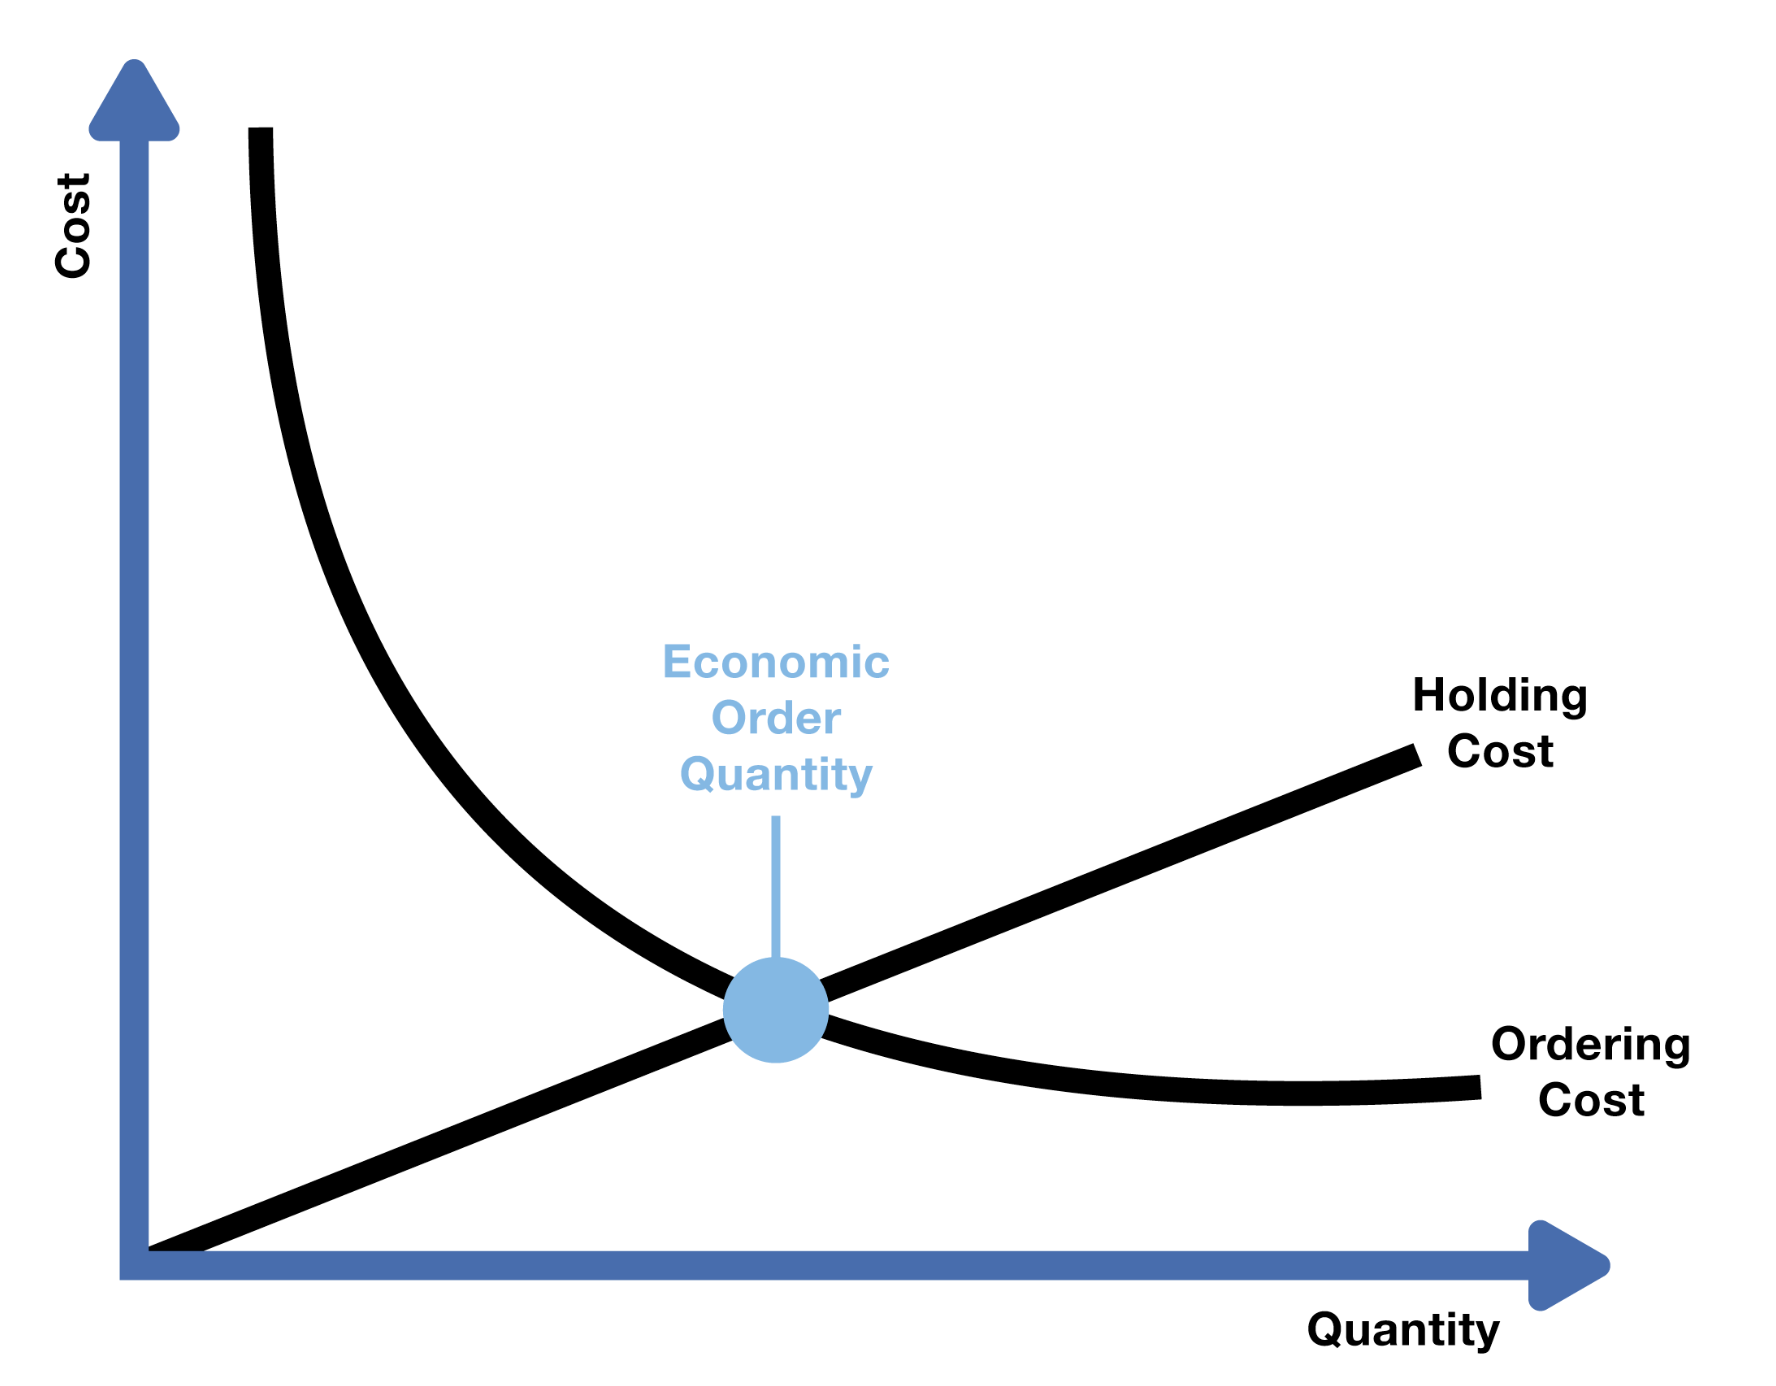 Cost
Economic
Order
Quantity
Holding
Cost
Ordering
Cost
Quantity